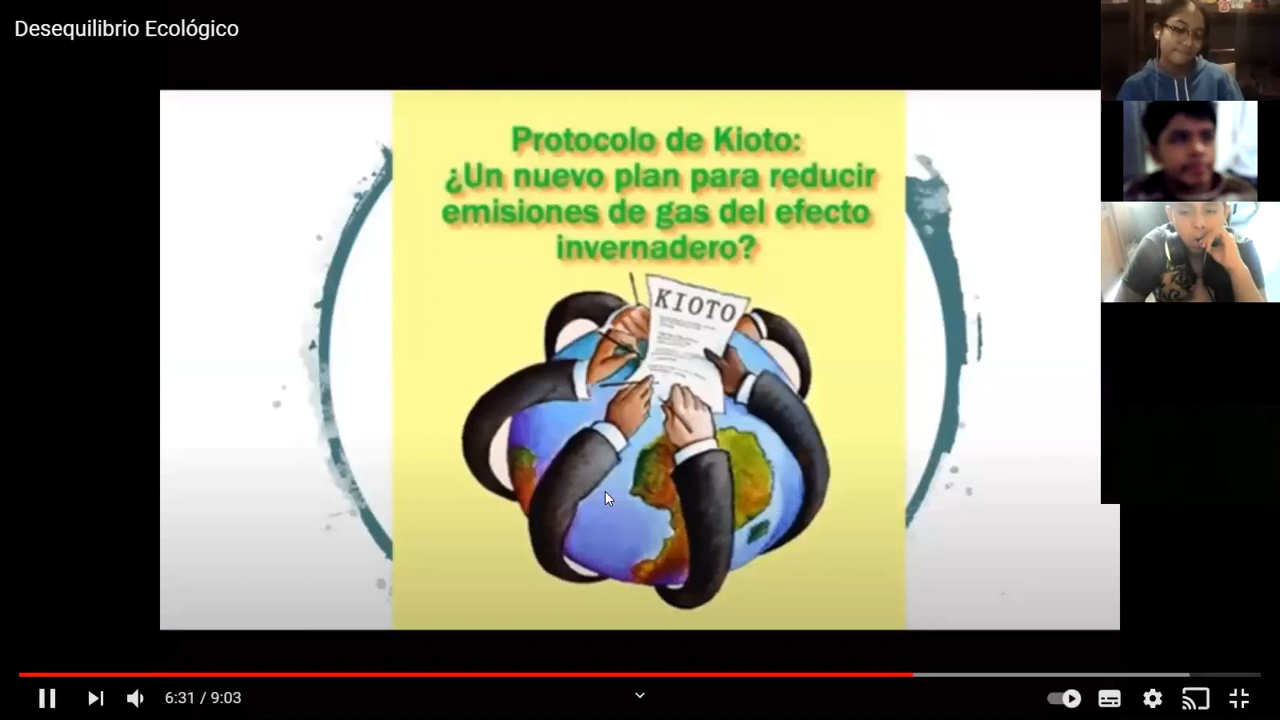 Desequilibrio Ecológico
Protocolo de Kioto:
¿Un nuevo plan para reducir
emisiones de gas del efecto
invernadero?
KIOTO
6:31 / 9:03